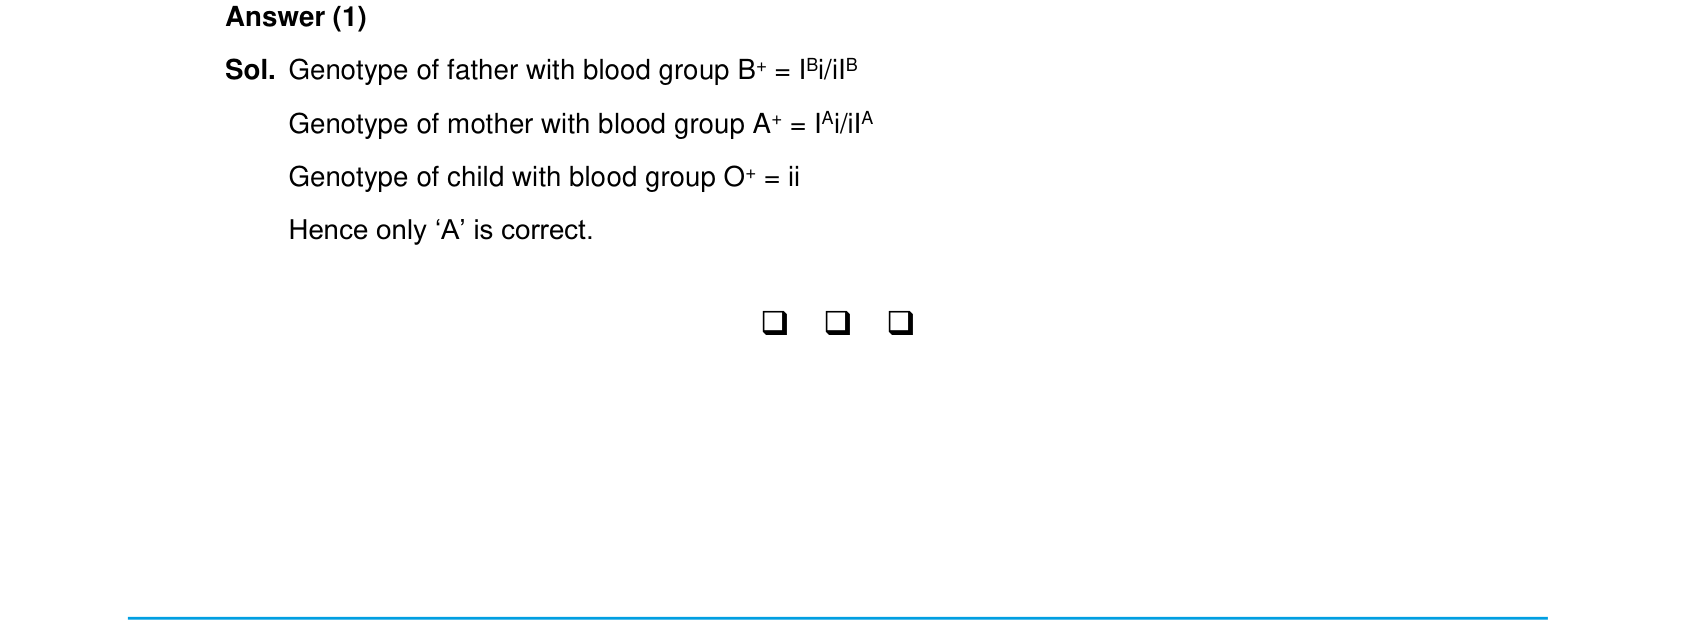 Answer (1)
Sol. Genotype of father with blood group B⁺ = Iᴮi/iIᴮ
Genotype of mother with blood group A⁺ = Iᴬi/iIᴬ
Genotype of child with blood group O⁺ = ii
Hence only ‘A’ is correct.
❑ ❑ ❑